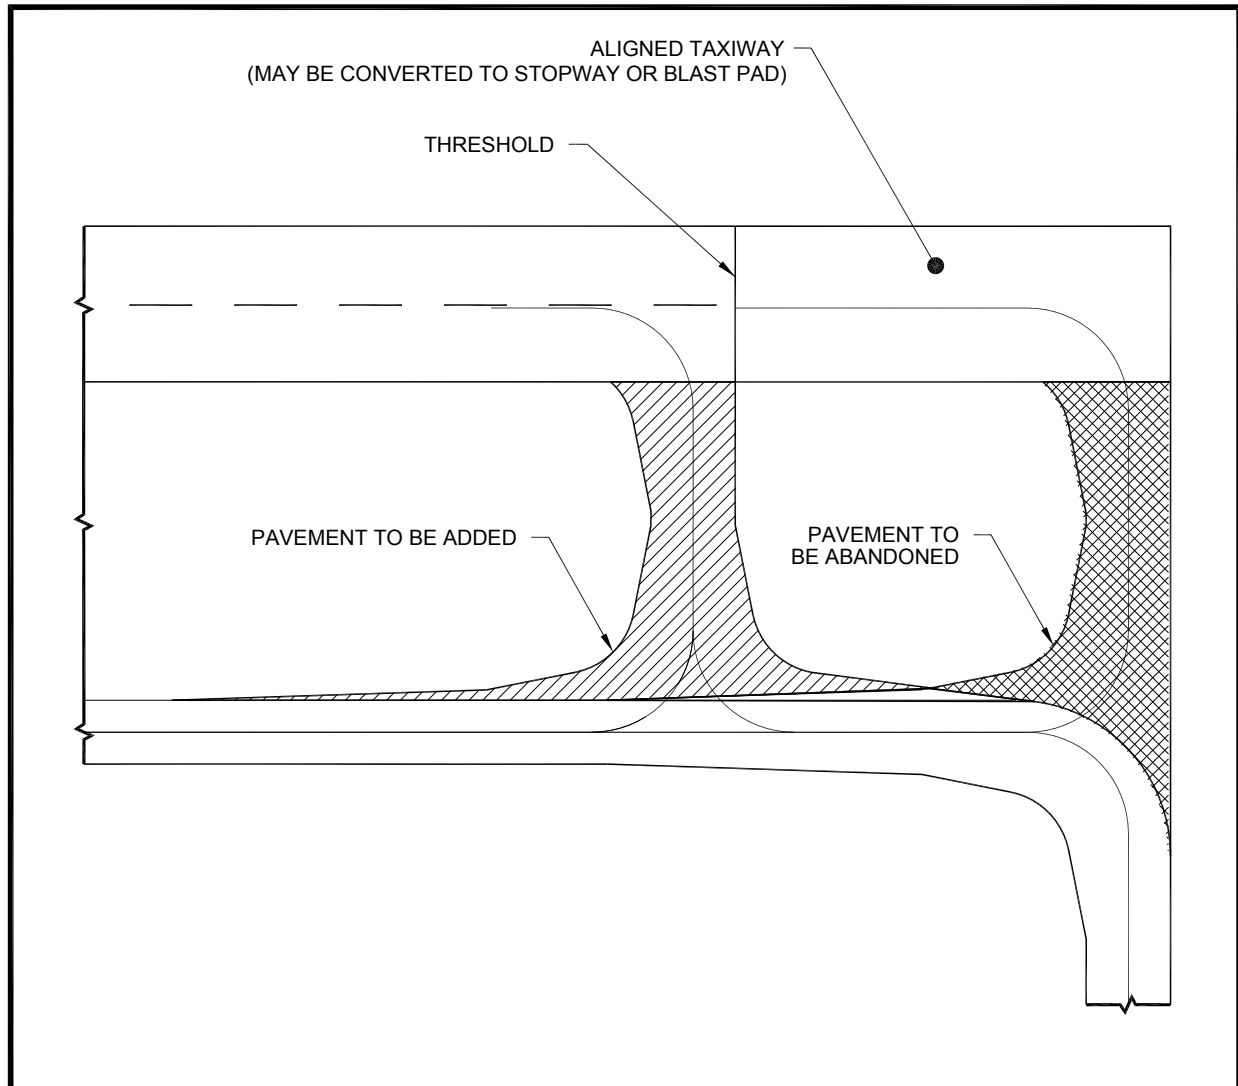 ALIGNED TAXIWAY
(MAY BE CONVERTED TO STOPWAY OR BLAST PAD)
THRESHOLD
PAVEMENT TO BE ADDED
PAVEMENT TO
BE ABANDONED